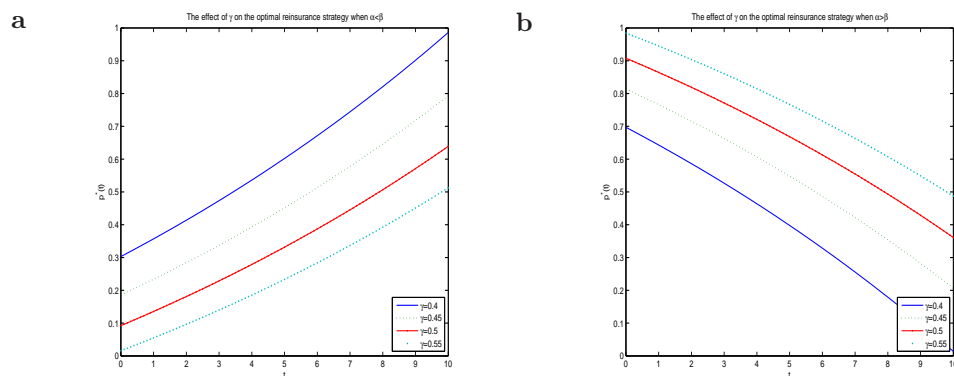 a
The effect of γ on the optimal reinsurance strategy when α<β
1
0.9
0.8
0.7
0.6
0.5
0.4
0.3
0.2
0.1
0
p*(t)
0 1 2 3 4 5 6 7 8 9 10
t
γ=0.4
γ=0.45
γ=0.5
γ=0.55
b
The effect of γ on the optimal reinsurance strategy when α>β
1
0.9
0.8
0.7
0.6
0.5
0.4
0.3
0.2
0.1
0
p*(t)
0 1 2 3 4 5 6 7 8 9 10
t
γ=0.4
γ=0.45
γ=0.5
γ=0.55